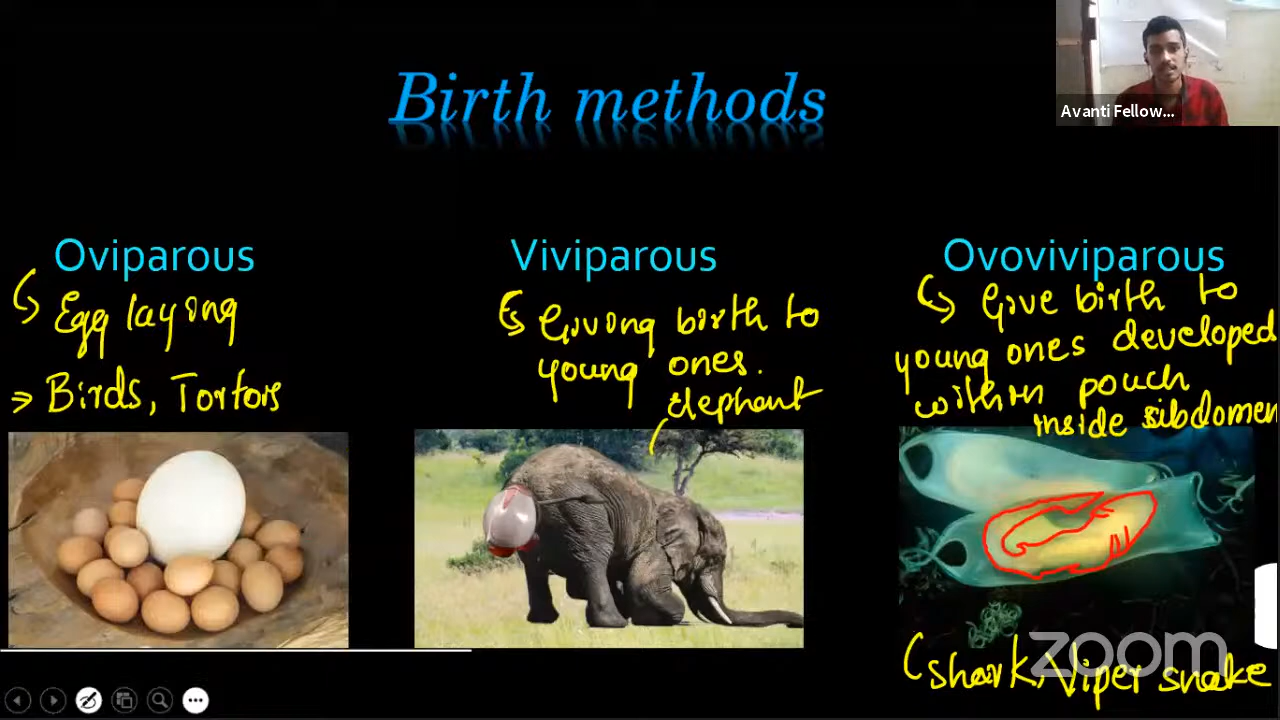 Birth methods
Avanti Fellow...
Oviparous
Egg laying
⇒ Birds, Tortois
Viviparous
Giving birth to
young ones.
elephant
Ovoviviparous
Give birth to
young ones developed
within pouch
inside sibdomen
shark, Viper snake
zoom